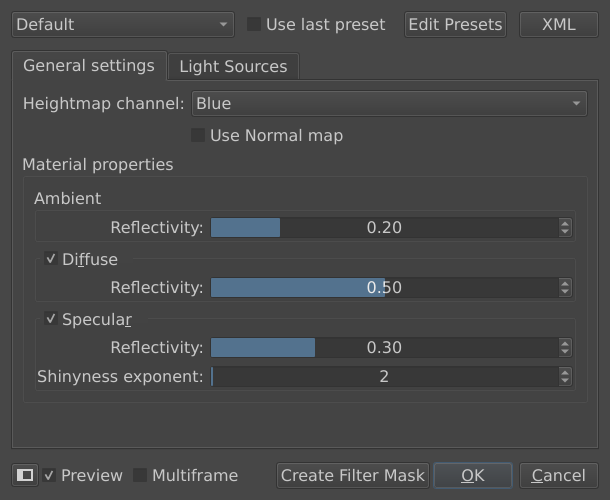 Default Use last preset Edit Presets XML
General settings Light Sources
Heightmap channel: Blue
Use Normal map
Material properties
Ambient
Reflectivity: 0.20
Diffuse
Reflectivity: 0.50
Specular
Reflectivity: 0.30
Shinyness exponent: 2
Preview Multiframe Create Filter Mask OK Cancel